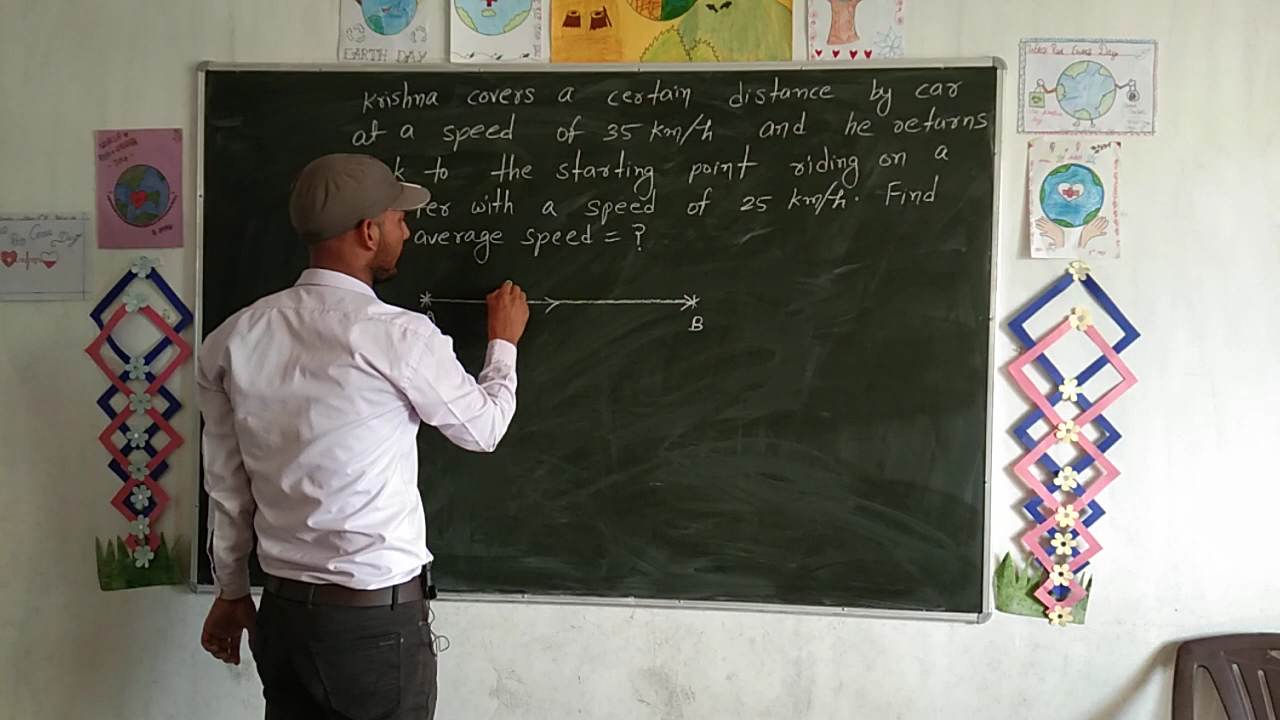 EARTH DAY
Krishna covers a certain distance by car
at a speed of 35 km/h and he returns
to the starting point riding on a
with a speed of 25 km/h. Find
average speed = ?
B